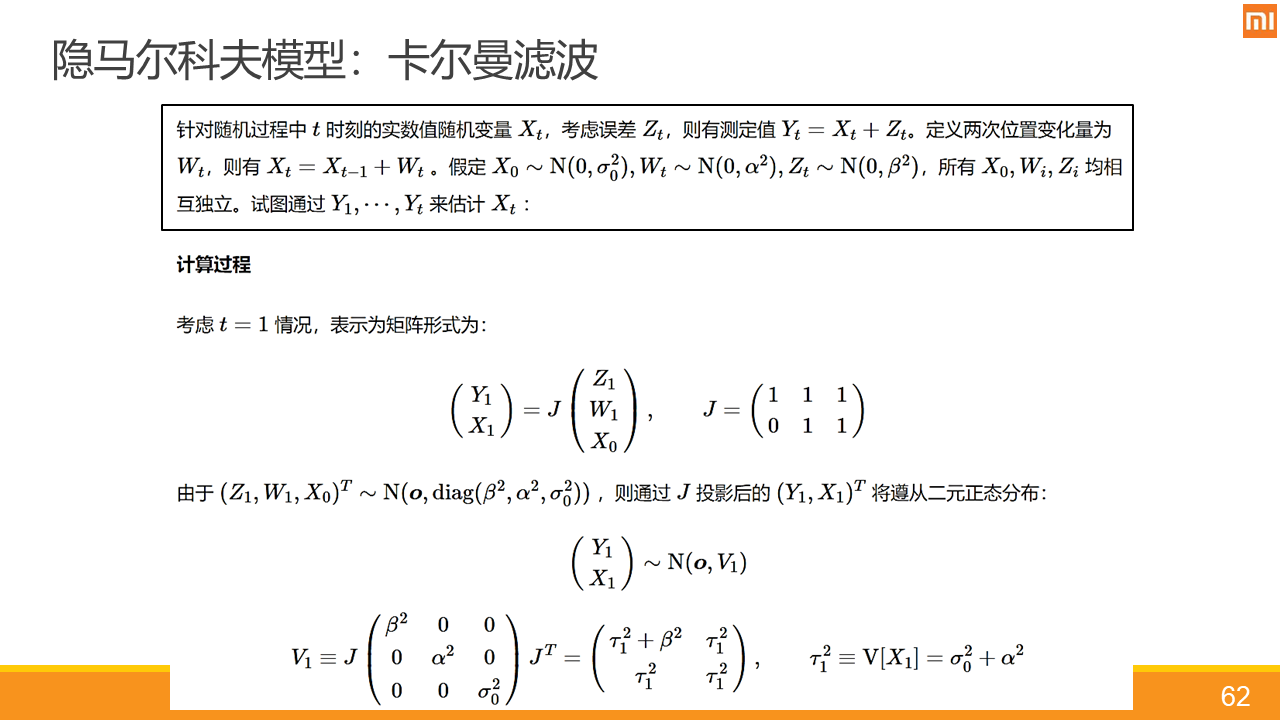 隐马尔科夫模型：卡尔曼滤波
针对随机过程中 $t$ 时刻的实数值随机变量 $X_t$，考虑误差 $Z_t$，则有测定值 $Y_t = X_t + Z_t$。定义两次位置变化量为
$W_t$，则有 $X_t = X_{t-1} + W_t$ 。假定 $X_0 \sim \mathrm{N}(0, \sigma_0^2), W_t \sim \mathrm{N}(0, \alpha^2), Z_t \sim \mathrm{N}(0, \beta^2)$，所有 $X_0, W_i, Z_i$ 均相
互独立。试图通过 $Y_1, \cdots, Y_t$ 来估计 $X_t$：
计算过程
考虑 $t = 1$ 情况，表示为矩阵形式为：
$\begin{pmatrix} Y_1 \\ X_1 \end{pmatrix} = J \begin{pmatrix} Z_1 \\ W_1 \\ X_0 \end{pmatrix}, \qquad J = \begin{pmatrix} 1 & 1 & 1 \\ 0 & 1 & 1 \end{pmatrix}$
由于 $(Z_1, W_1, X_0)^T \sim \mathrm{N}(\boldsymbol{o}, \mathrm{diag}(\beta^2, \alpha^2, \sigma_0^2))$ ，则通过 $J$ 投影后的 $(Y_1, X_1)^T$ 将遵从二元正态分布：
$\begin{pmatrix} Y_1 \\ X_1 \end{pmatrix} \sim \mathrm{N}(\boldsymbol{o}, V_1)$
$V_1 \equiv J \begin{pmatrix} \beta^2 & 0 & 0 \\ 0 & \alpha^2 & 0 \\ 0 & 0 & \sigma_0^2 \end{pmatrix} J^T = \begin{pmatrix} \tau_1^2 + \beta^2 & \tau_1^2 \\ \tau_1^2 & \tau_1^2 \end{pmatrix}, \qquad \tau_1^2 \equiv \mathrm{V}[X_1] = \sigma_0^2 + \alpha^2$
62